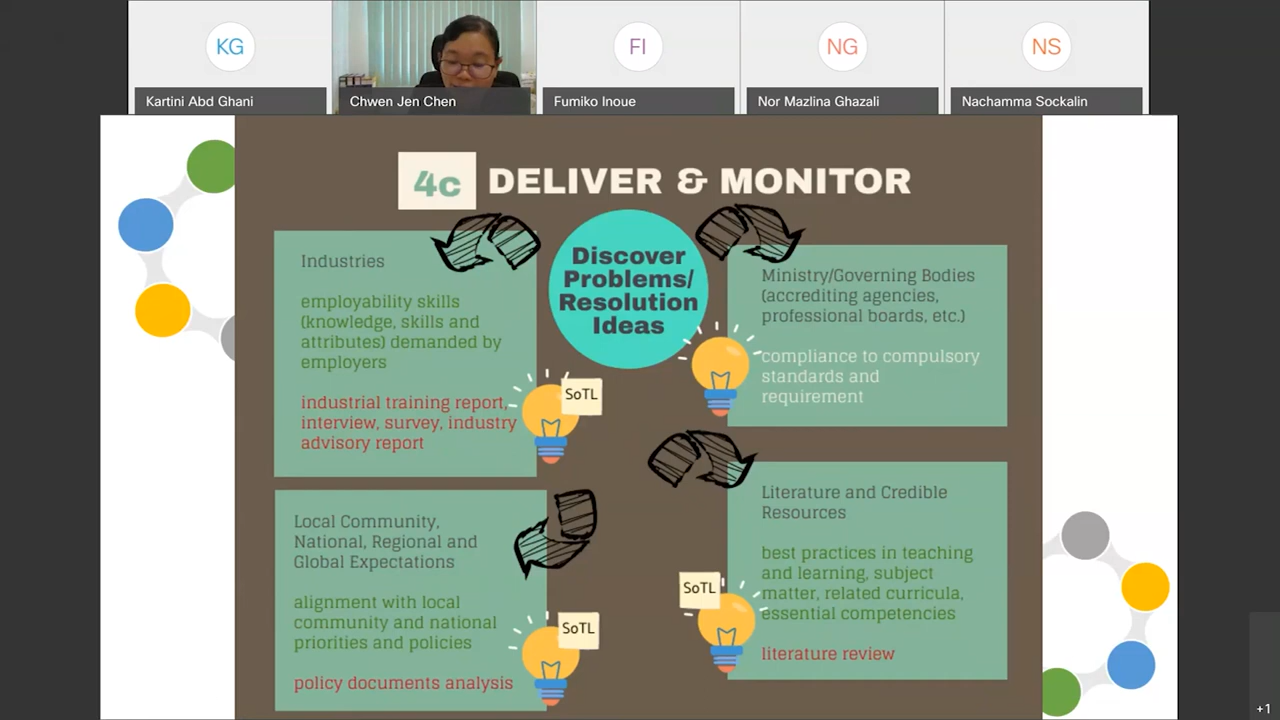 KG
FI
NG
NS
Kartini Abd Ghani
Chwen Jen Chen
Fumiko Inoue
Nor Mazlina Ghazali
Nachamma Sockalin
4c
DELIVER & MONITOR
Discover
Problems/
Resolution
Ideas
Industries
employability skills
(knowledge, skills and
attributes) demanded by
employers
industrial training report,
interview, survey, industry
advisory report
SoTL
Ministry/Governing Bodies
(accrediting agencies,
professional boards, etc.)
compliance to compulsory
standards and
requirement
Local Community,
National, Regional and
Global Expectations
alignment with local
community and national
priorities and policies
policy documents analysis
SoTL
Literature and Credible
Resources
best practices in teaching
and learning, subject
matter, related curricula,
essential competencies
literature review
SoTL
+1